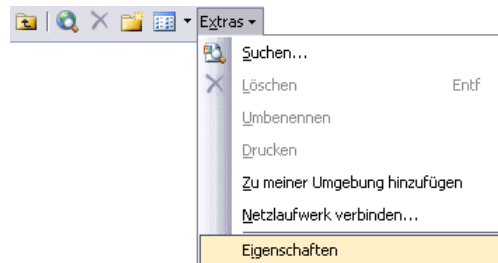 Extras
Suchen...
Löschen Entf
Umbenennen
Drucken
Zu meiner Umgebung hinzufügen
Netzlaufwerk verbinden...
Eigenschaften